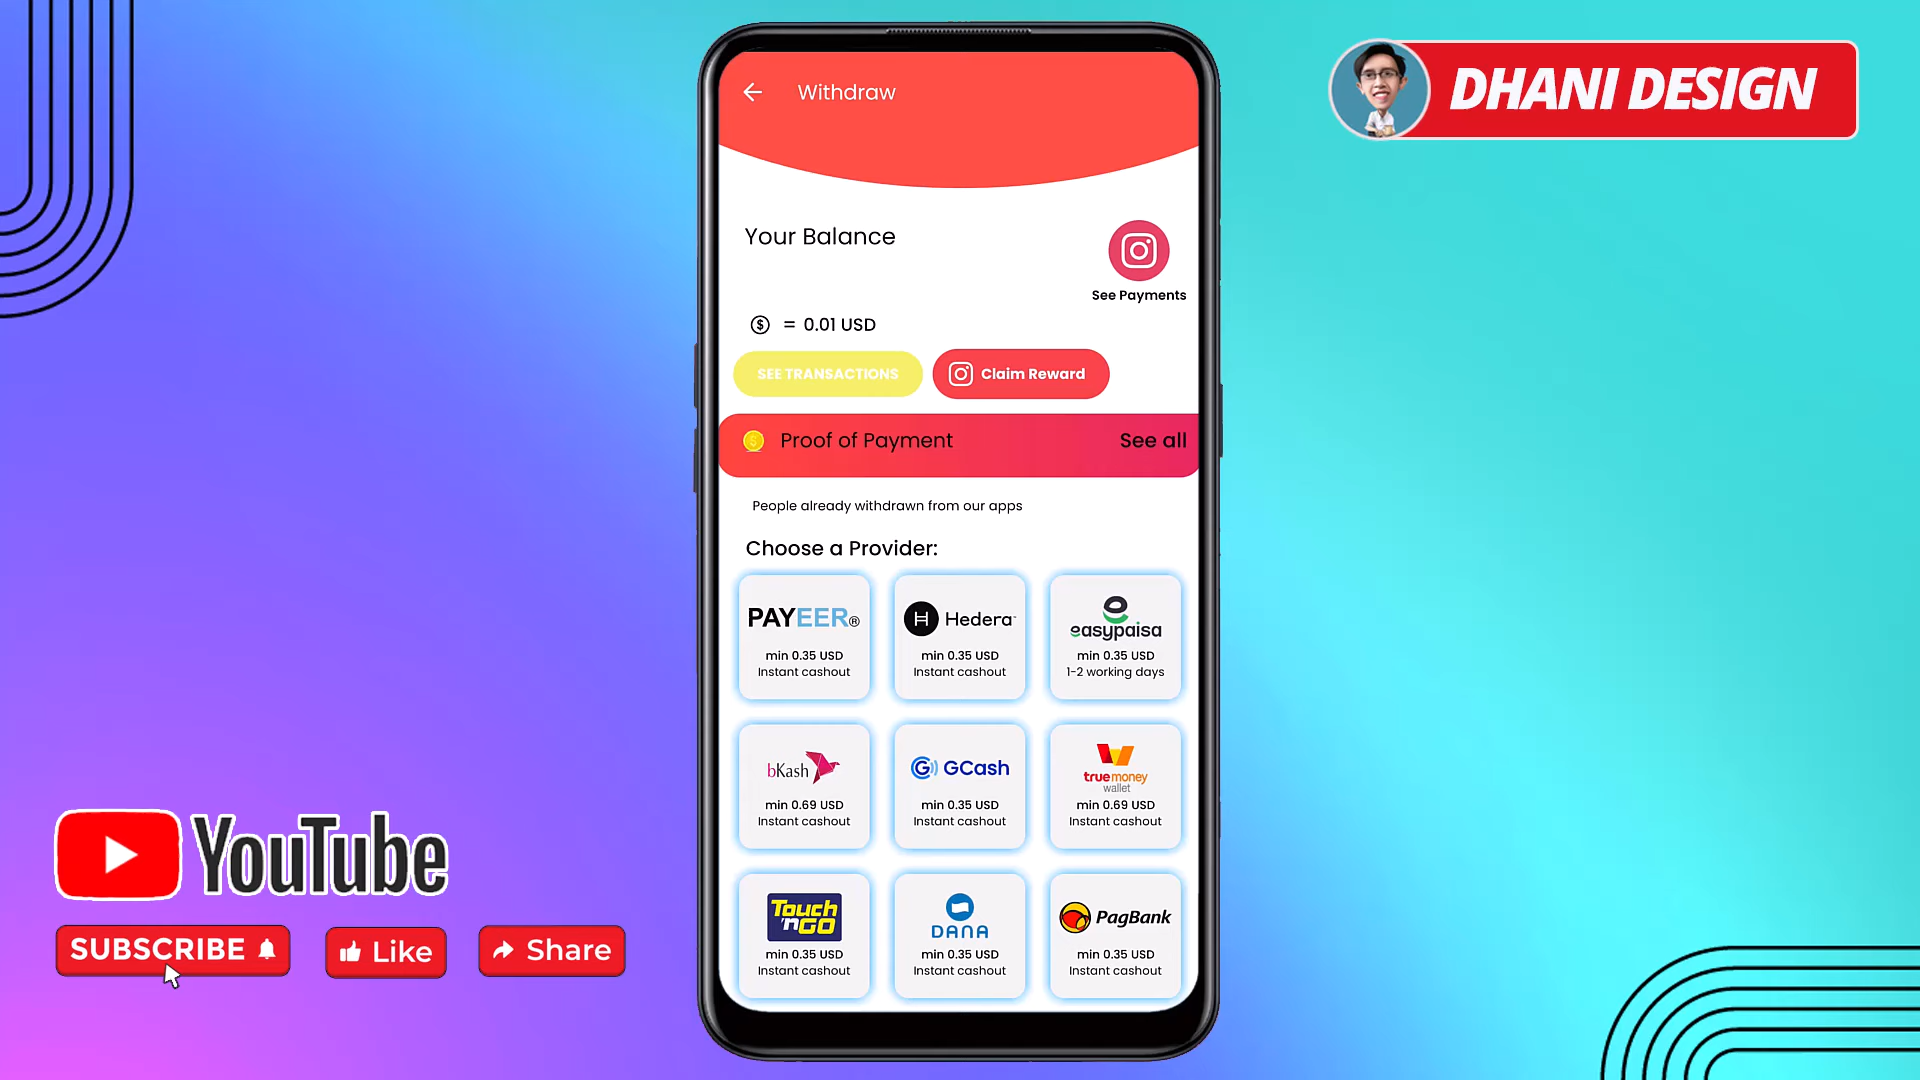 DHANI DESIGN
Withdraw
Your Balance
See Payments
$ = 0.01 USD
SEE TRANSACTIONS
Claim Reward
$ Proof of Payment
See all
People already withdrawn from our apps
Choose a Provider:
PAYEER®
min 0.35 USD
Instant cashout
Hedera
min 0.35 USD
Instant cashout
easypaisa
min 0.35 USD
1-2 working days
bKash
min 0.69 USD
Instant cashout
GCash
min 0.35 USD
Instant cashout
truemoney
wallet
min 0.69 USD
Instant cashout
Touch
'nGO
min 0.35 USD
Instant cashout
DANA
min 0.35 USD
Instant cashout
PagBank
min 0.35 USD
Instant cashout
YouTube
SUBSCRIBE
Like
Share